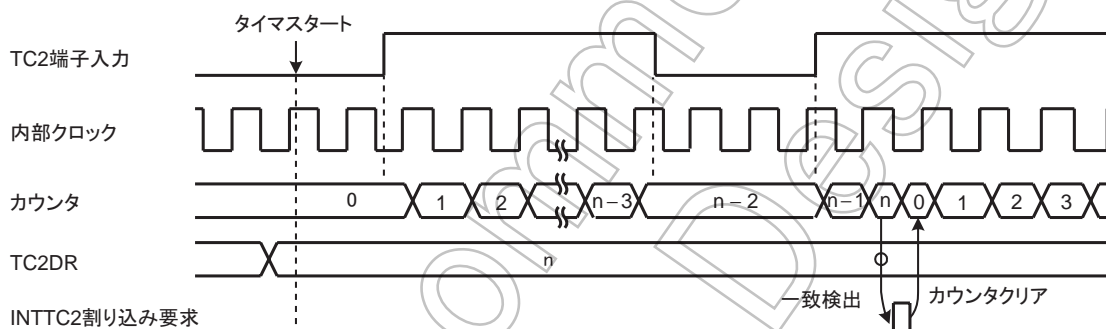 タイマスタート
TC2端子入力
内部クロック
カウンタ 0 1 2 n−3 n−2 n−1 n 0 1 2 3
TC2DR n
一致検出 カウンタクリア
INTTC2割り込み要求